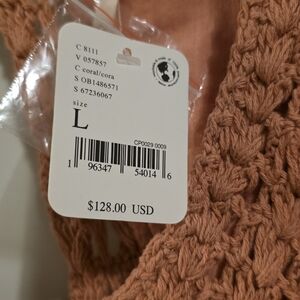 C 8111
V 057857
C coral/cora
S OB1486571
S 67236067
size
L
CP0029.0009
1 96347 54014 6
$128.00 USD